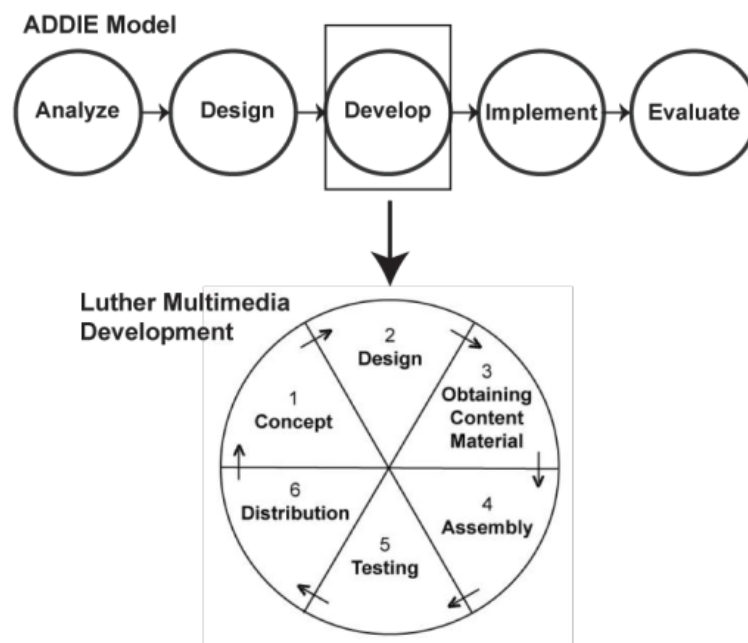 ADDIE Model
Analyze
Design
Develop
Implement
Evaluate
Luther Multimedia
Development
1
Concept
2
Design
3
Obtaining
Content
Material
4
Assembly
5
Testing
6
Distribution